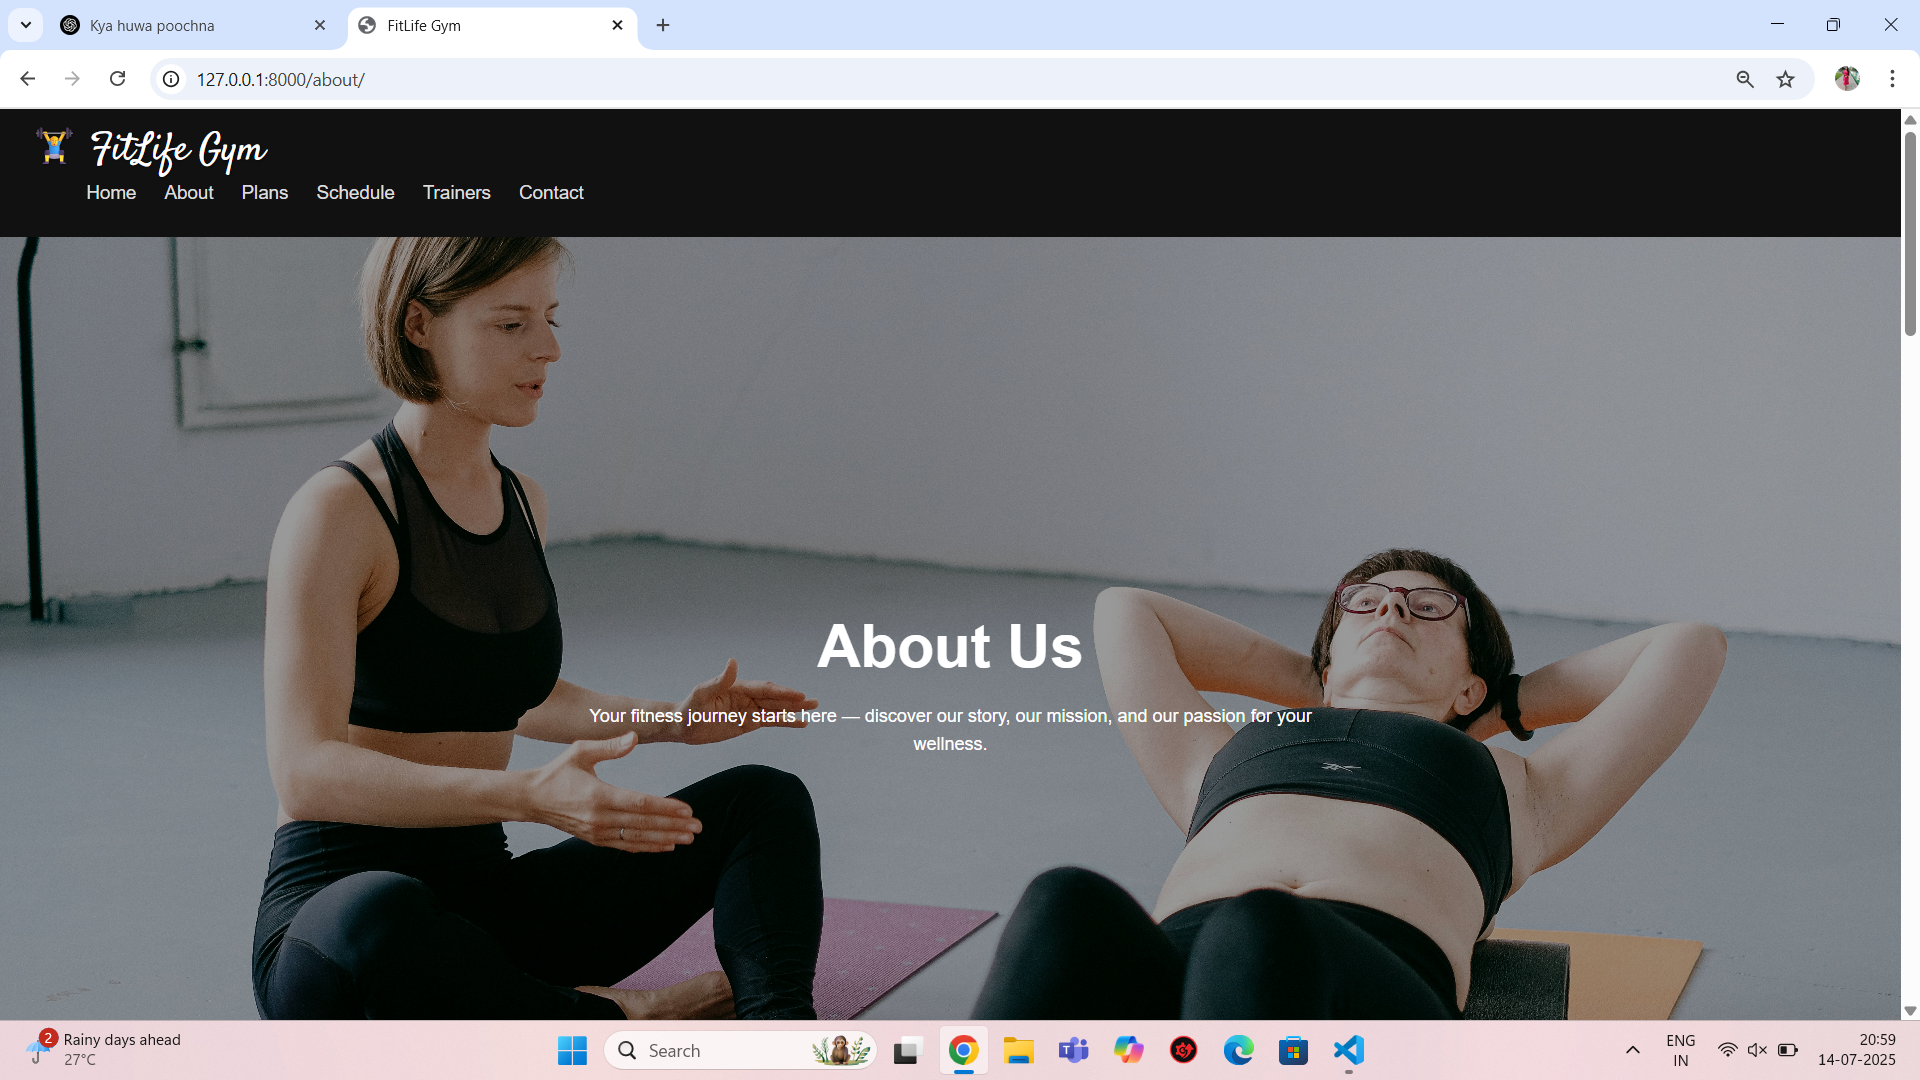 Kya huwa poochna
FitLife Gym
127.0.0.1:8000/about/
FitLife Gym
Home About Plans Schedule Trainers Contact
About Us
Your fitness journey starts here — discover our story, our mission, and our passion for your
wellness.
2
Rainy days ahead
27°C
Search
ENG
IN
20:59
14-07-2025